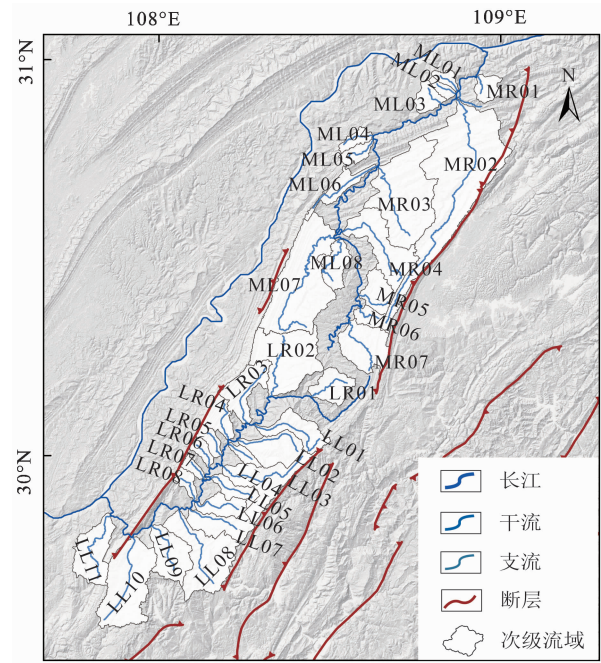 108°E
109°E
31°N
N
ML01
ML02
MR01
ML03
ML04
ML05
MR02
ML06
MR03
ML08
MR04
ML07
MR05
MR06
LR02
MR07
LR03
LR01
LR04
LR05
LR06
LR07
LR08
LL01
LL02
LL03
LL04
LL05
LL06
LL07
LL08
LL09
LL10
LL11
30°N
长江
干流
支流
断层
次级流域